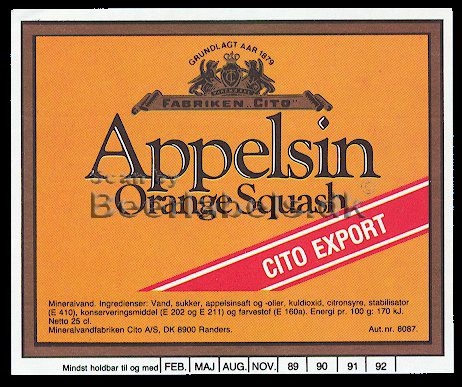 GRUNDLAGT AAR 1879
FABRIKEN „CITO"
Appelsin
Orange Squash
CITO EXPORT
Mineralvand. Ingredienser: Vand, sukker, appelsinsaft og -olier, kuldioxid, citronsyre, stabilisator
(E 410), konserveringsmiddel (E 202 og E 211) og farvestof (E 160a). Energi pr. 100 g: 170 kJ.
Netto 25 cl.
Mineralvandfabriken Cito A/S, DK 8900 Randers. Aut.nr. 6087.
Mindst holdbar til og med FEB. MAJ AUG. NOV. 89 90 91 92